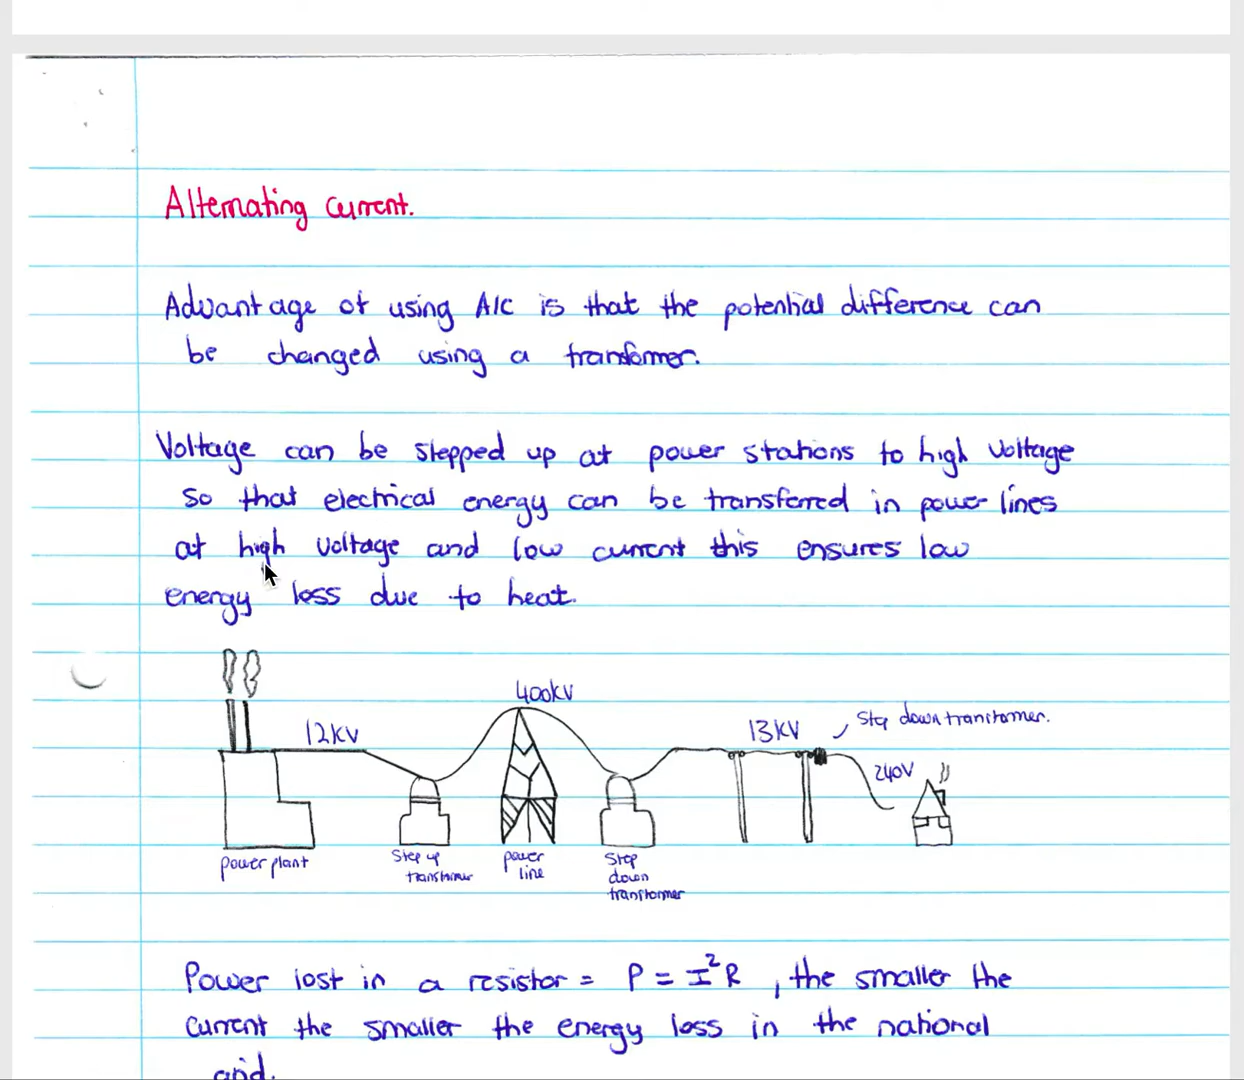 Alternating current.
Advantage of using A/C is that the potential difference can
be changed using a transfomer.
Voltage can be stepped up at power stations to high voltage
so that electrical energy can be transferred in power lines
at high voltage and low current this ensures low
energy loss due to heat.
400kV
12kV
13kV
Step down transformer.
240V
power plant
Step up
transformer
power
line
Step
down
transformer
Power lost in a resistor = P = I²R , the smaller the
current the smaller the energy loss in the national
grid.